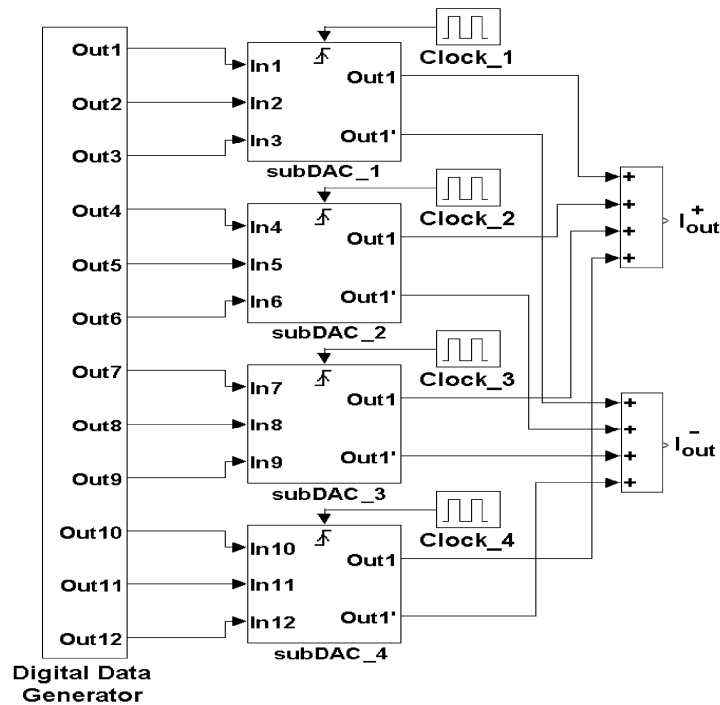 Out1
Out2
Out3
Out4
Out5
Out6
Out7
Out8
Out9
Out10
Out11
Out12
Digital Data
Generator
In1
In2
In3
Out1
Out1'
subDAC_1
Clock_1
In4
In5
In6
Out1
Out1'
subDAC_2
Clock_2
In7
In8
In9
Out1
Out1'
subDAC_3
Clock_3
In10
In11
In12
Out1
Out1'
subDAC_4
Clock_4
+
+
+
+
I+out
+
+
+
+
I−out